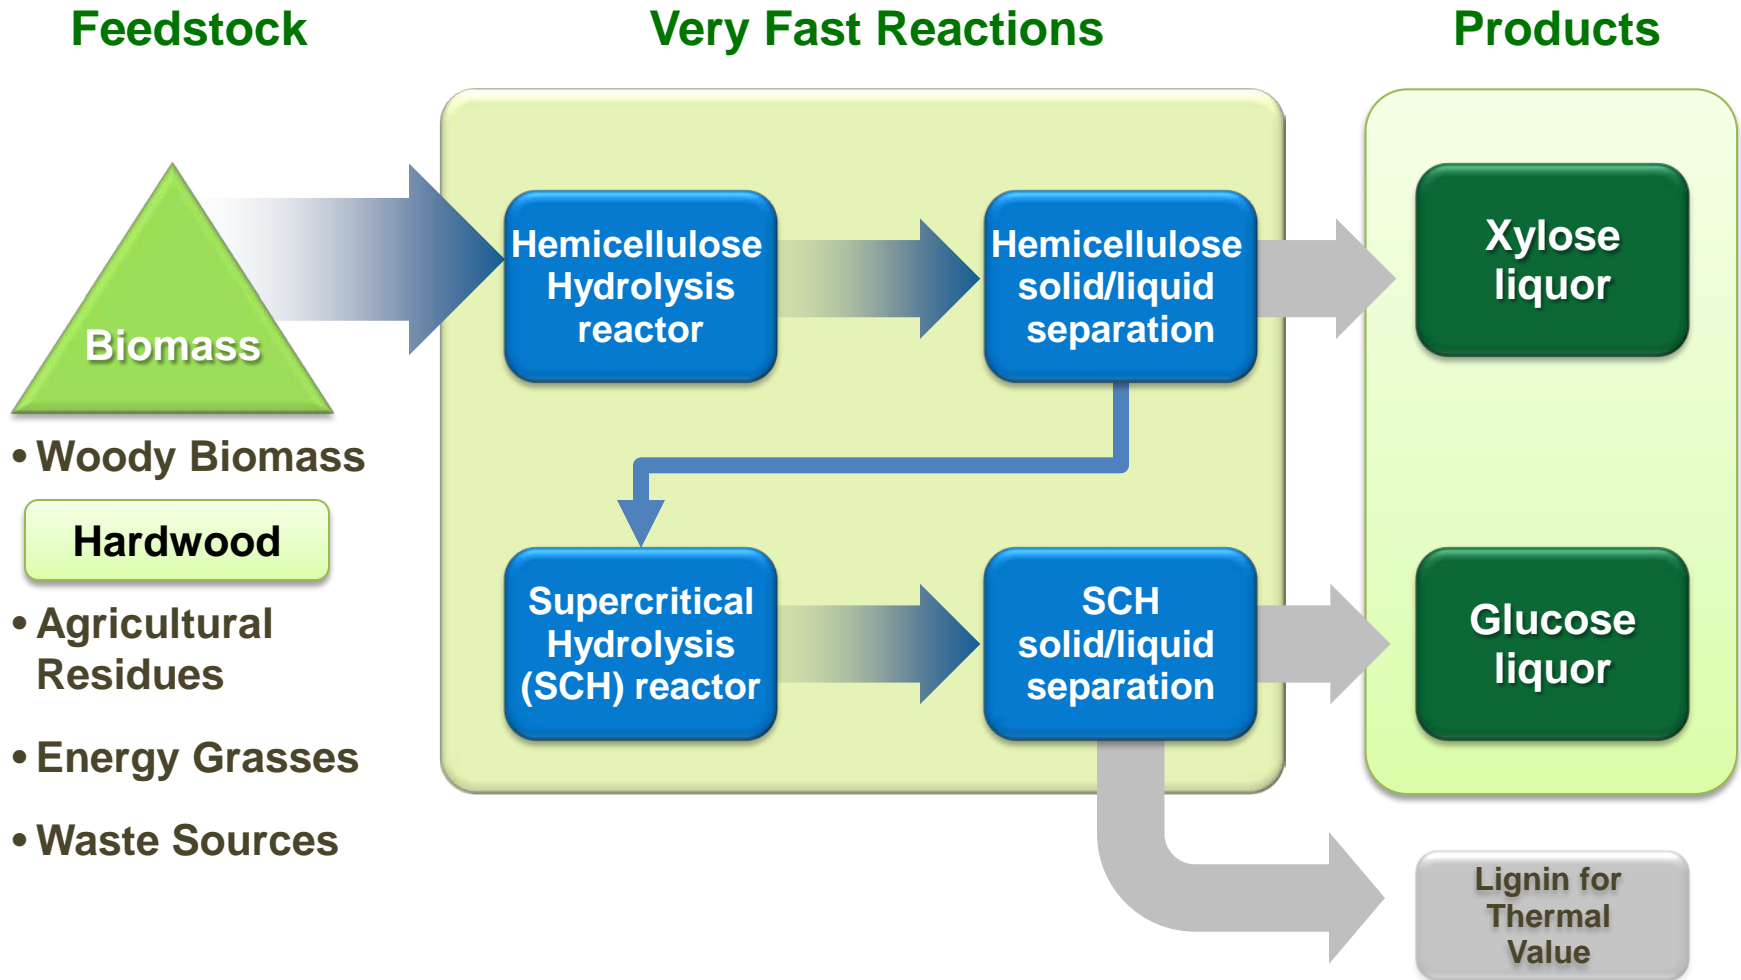 Feedstock
Very Fast Reactions
Products
Biomass
• Woody Biomass
Hardwood
• Agricultural
Residues
• Energy Grasses
• Waste Sources
Hemicellulose
Hydrolysis
reactor
Hemicellulose
solid/liquid
separation
Xylose
liquor
Supercritical
Hydrolysis
(SCH) reactor
SCH
solid/liquid
separation
Glucose
liquor
Lignin for
Thermal
Value